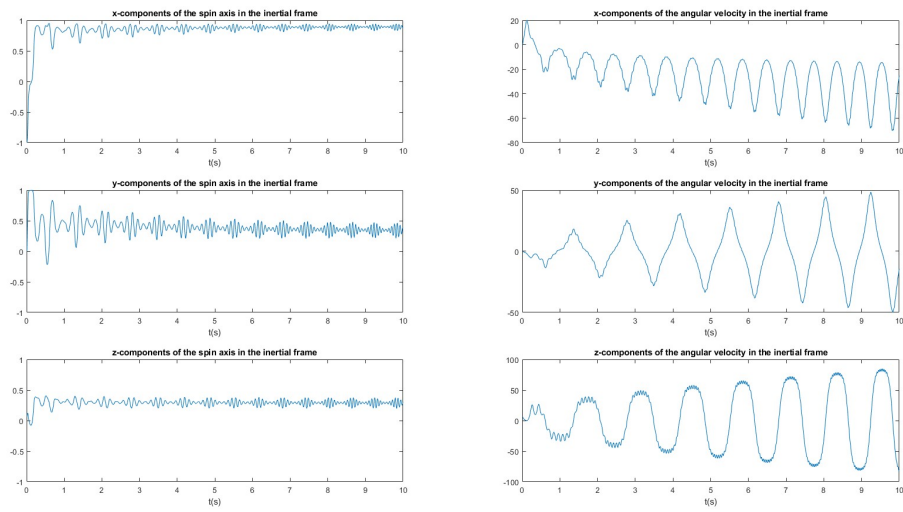 x-components of the spin axis in the inertial frame
1
0.5
0
-0.5
-1
0 1 2 3 4 5 6 7 8 9 10
t(s)
x-components of the angular velocity in the inertial frame
20
0
-20
-40
-60
-80
0 1 2 3 4 5 6 7 8 9 10
t(s)
y-components of the spin axis in the inertial frame
1
0.5
0
-0.5
-1
0 1 2 3 4 5 6 7 8 9 10
t(s)
y-components of the angular velocity in the inertial frame
50
0
-50
0 1 2 3 4 5 6 7 8 9 10
t(s)
z-components of the spin axis in the inertial frame
1
0.5
0
-0.5
-1
0 1 2 3 4 5 6 7 8 9 10
t(s)
z-components of the angular velocity in the inertial frame
100
50
0
-50
-100
0 1 2 3 4 5 6 7 8 9 10
t(s)